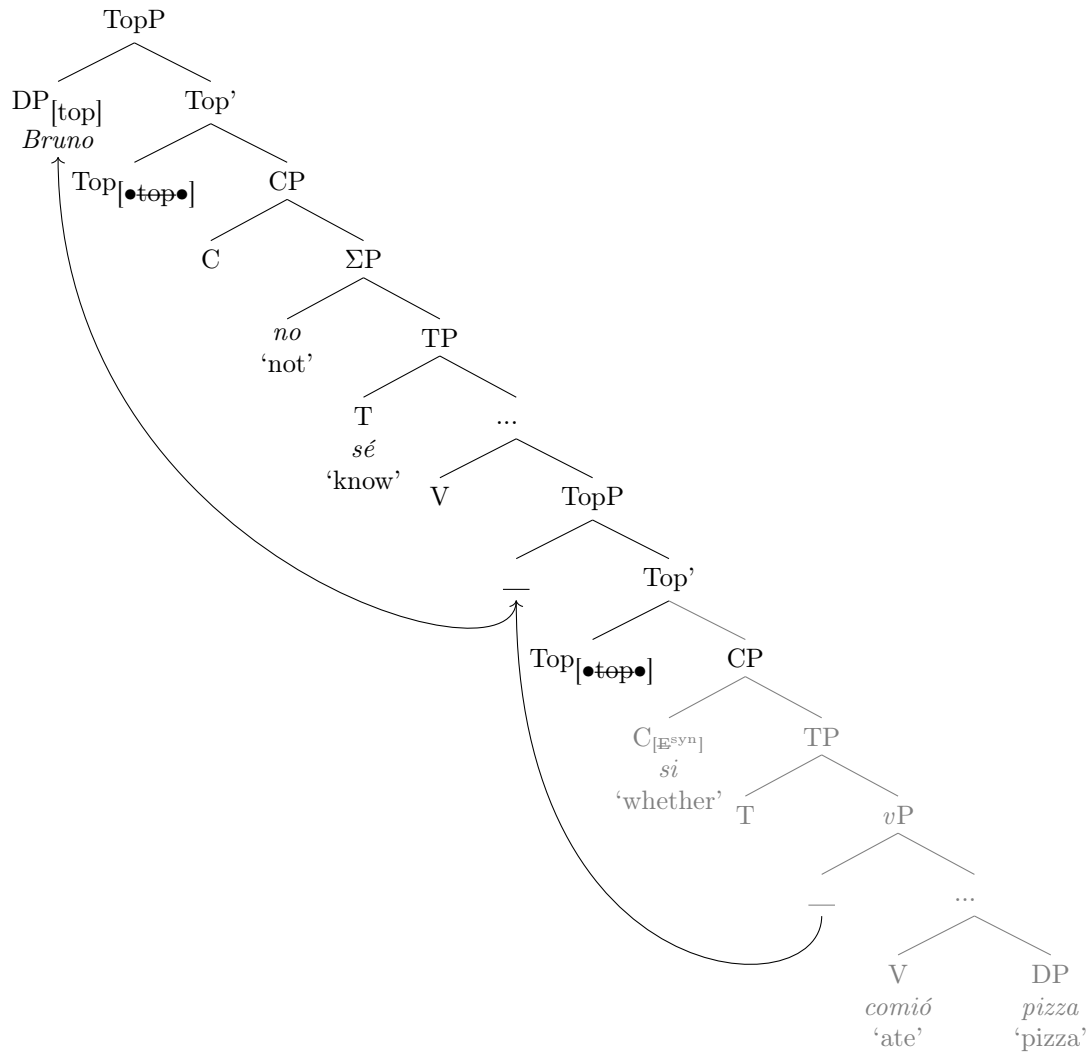 TopP
DP[top] Top’
Bruno
Top[●top●] CP
C ΣP
no TP
‘not’
T ...
sé
‘know’
V TopP
— Top’
Top[●top●] CP
C[E^syn] TP
si
‘whether’ T vP
— ...
V DP
comió pizza
‘ate’ ‘pizza’